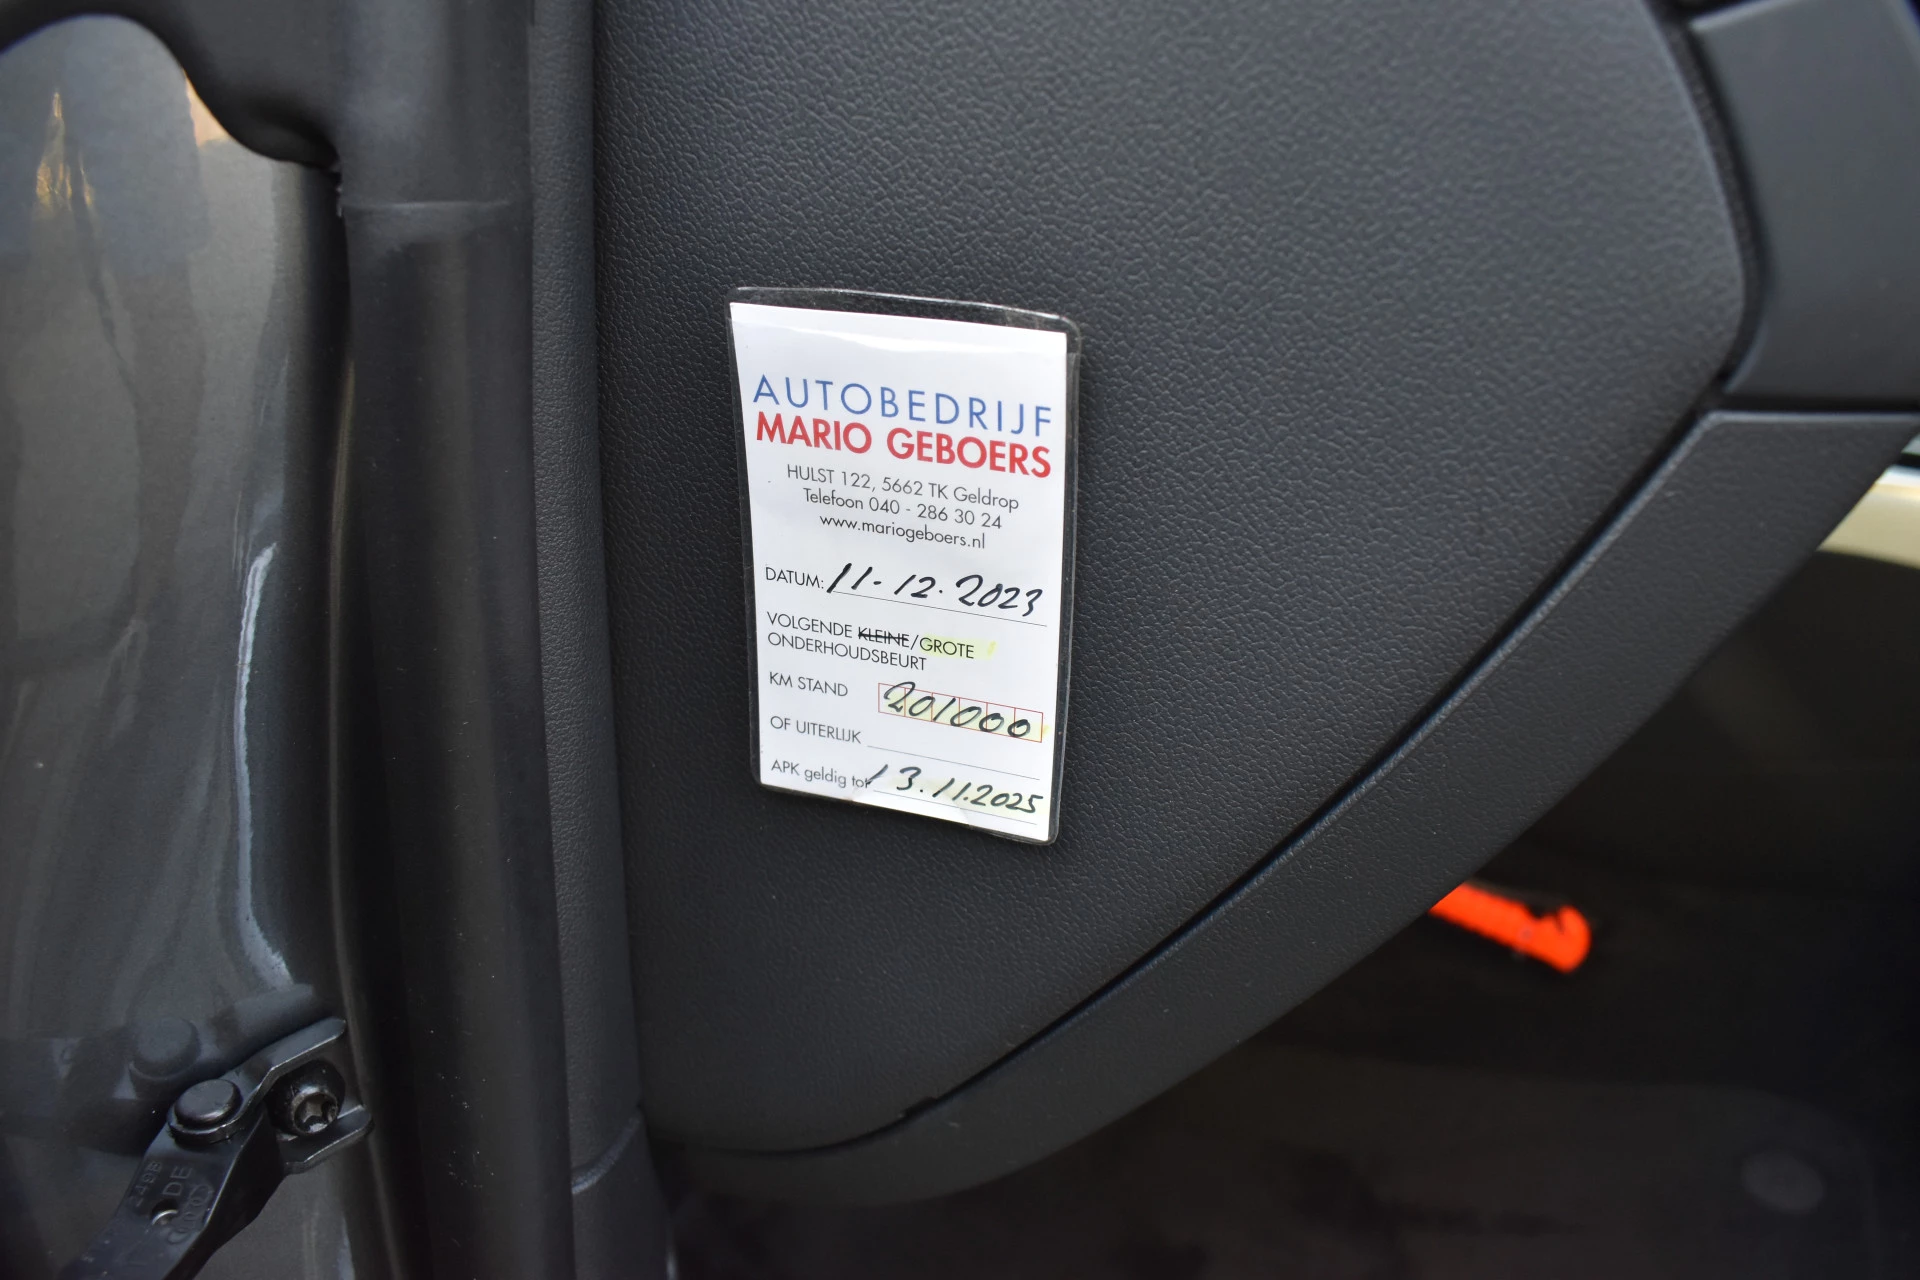 AUTOBEDRIJF
MARIO GEBOERS
HULST 122, 5662 TK Geldrop
Telefoon 040 - 286 30 24
www.mariogeboers.nl
DATUM: 11-12.2023
VOLGENDE KLEINE/GROTE
ONDERHOUDSBEURT
KM STAND 201000
OF UITERLIJK
APK geldig tot 13.11.2025
DE